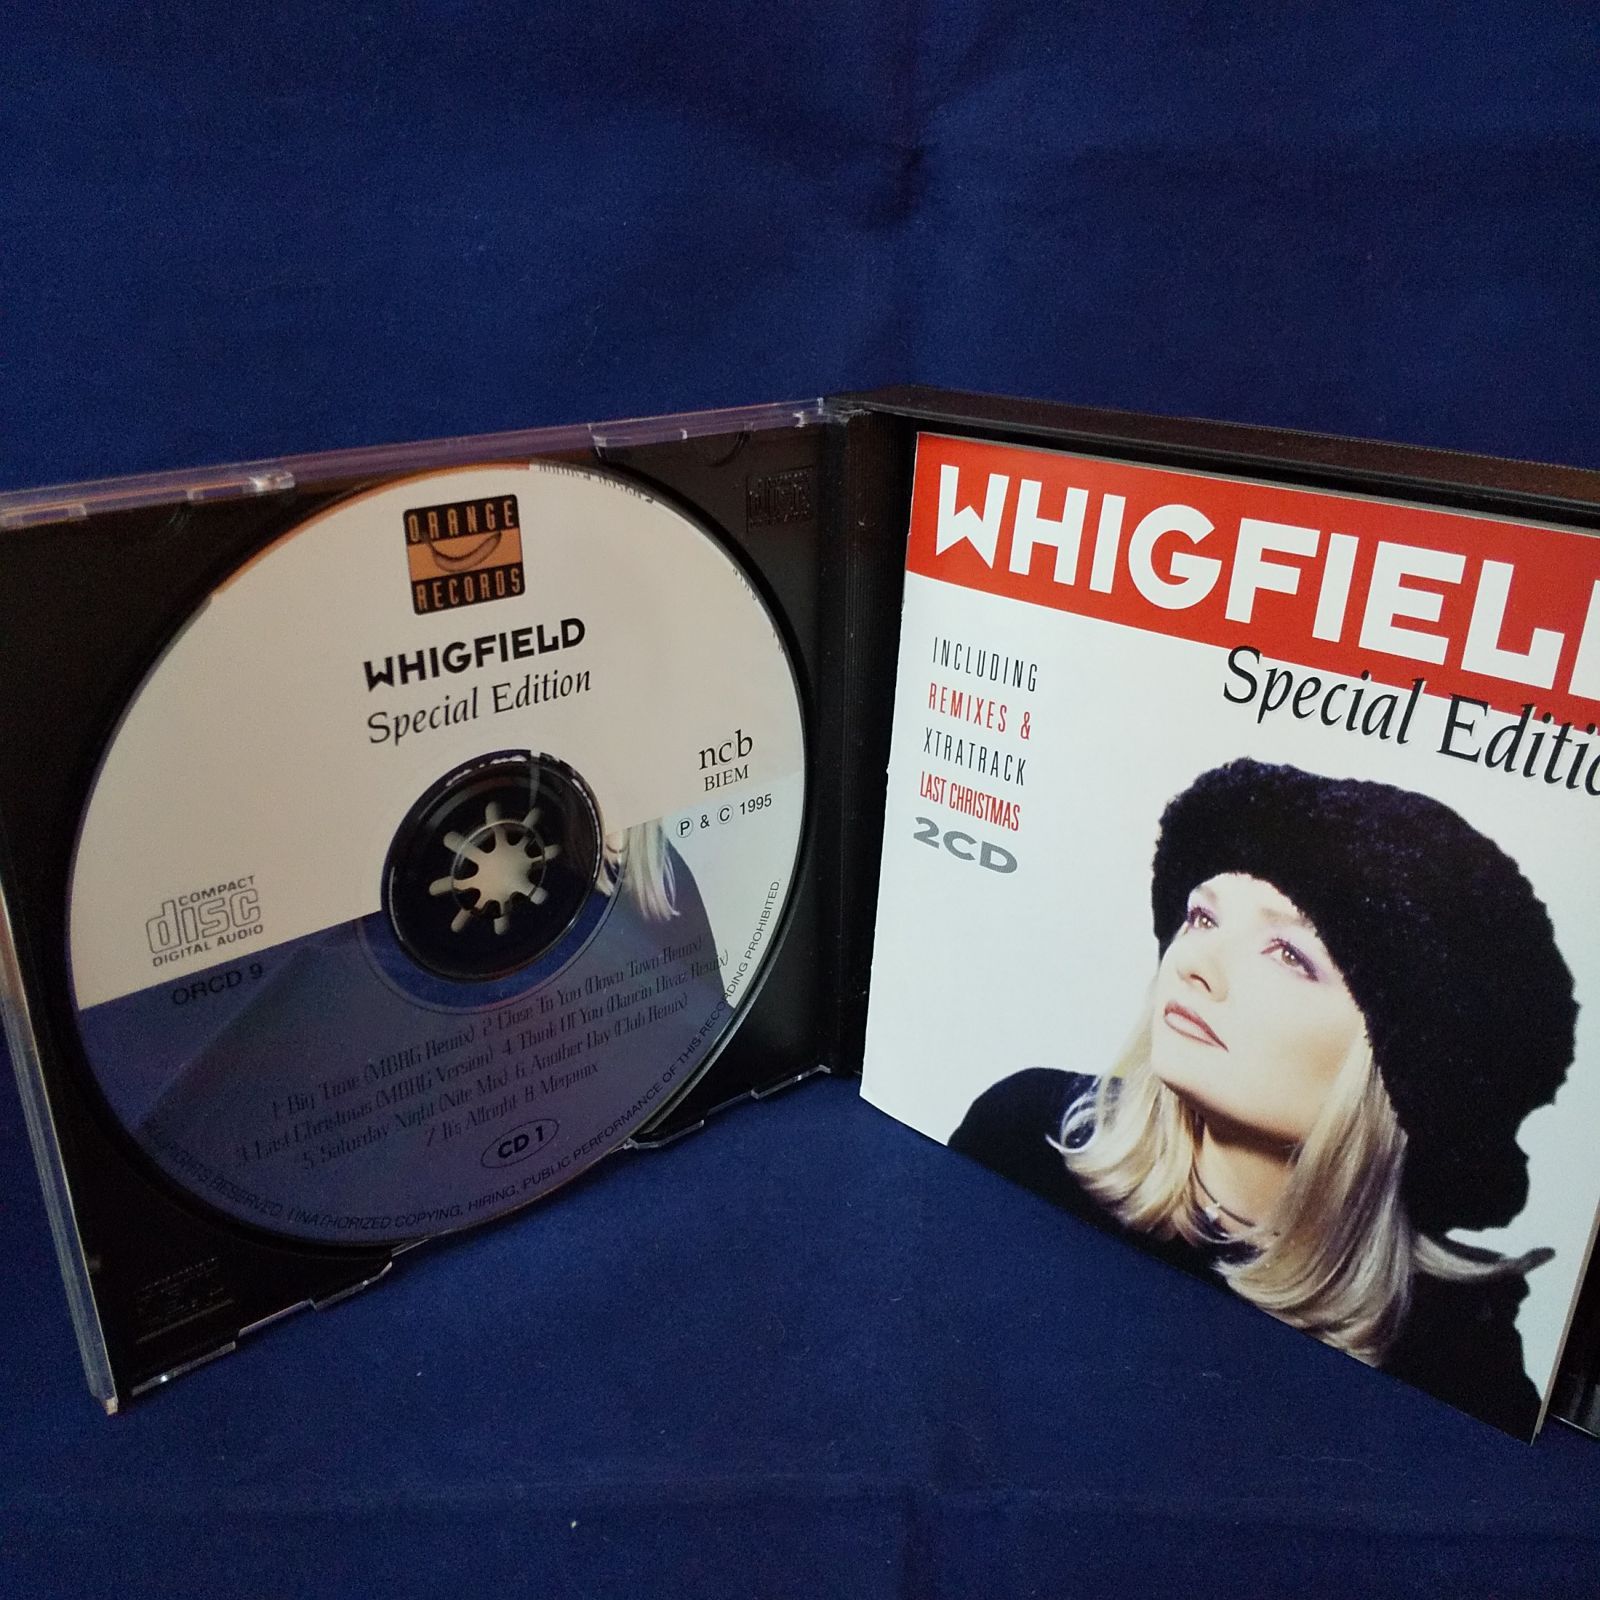 ORANGE
RECORDS
WHIGFIELD
Special Edition
ncb
BIEM
P & C 1995
COMPACT
disc
DIGITAL AUDIO
ORCD 9
1. Big Time (MBRG Remix) 2. Close To You (Down Town Remix)
3. Last Christmas (MBRG Version) 4. Think Of You (Dancin Divaz Remix)
5. Saturday Night (Nite Mix) 6. Another Day (Club Remix)
7. It's Allright 8. Megamix
CD 1
ALL RIGHTS RESERVED. UNATHORIZED COPYING, HIRING, PUBLIC PERFORMANCE OF THIS RECORDING PROHIBITED.
WHIGFIEL
Special Editio
INCLUDING
REMIXES &
XTRATRACK
LAST CHRISTMAS
2CD